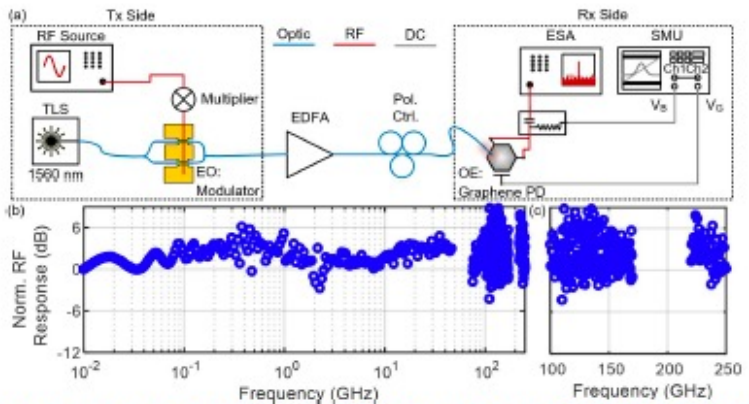 (a)
Tx Side
Rx Side
RF Source
Optic
RF
DC
ESA
SMU
Ch1Ch2
Multiplier
TLS
EDFA
Pol.
Ctrl.
V_B
V_G
1560 nm
EO:
Modulator
OE:
Graphene PD
(b)
(c)
Norm. RF
Response (dB)
6
0
-6
-12
10^-2
10^-1
10^0
10^1
10^2
100
150
200
250
Frequency (GHz)
Frequency (GHz)